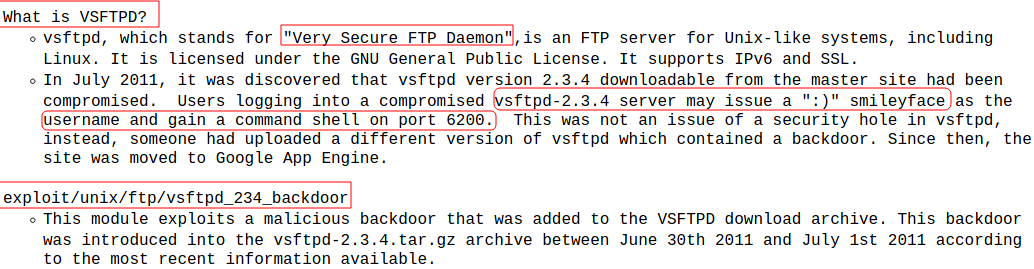 What is VSFTPD?
vsftpd, which stands for "Very Secure FTP Daemon",is an FTP server for Unix-like systems, including
Linux. It is licensed under the GNU General Public License. It supports IPv6 and SSL.
In July 2011, it was discovered that vsftpd version 2.3.4 downloadable from the master site had been
compromised.  Users logging into a compromised vsftpd-2.3.4 server may issue a ":)" smileyface as the
username and gain a command shell on port 6200.  This was not an issue of a security hole in vsftpd,
instead, someone had uploaded a different version of vsftpd which contained a backdoor. Since then, the
site was moved to Google App Engine.
exploit/unix/ftp/vsftpd_234_backdoor
This module exploits a malicious backdoor that was added to the VSFTPD download archive. This backdoor
was introduced into the vsftpd-2.3.4.tar.gz archive between June 30th 2011 and July 1st 2011 according
to the most recent information available.